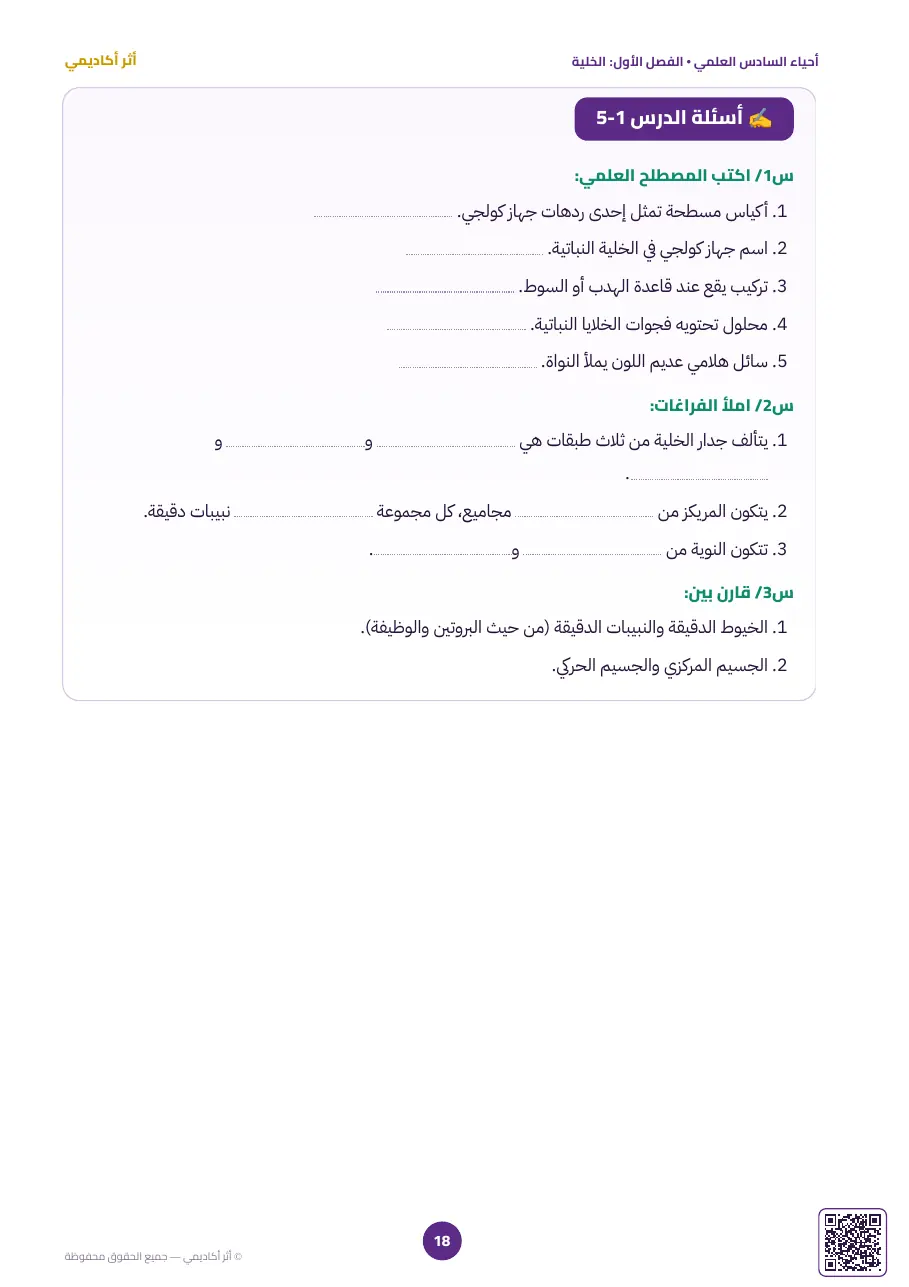 أحياء السادس العلمي • الفصل الأول: الخلية
أثر أكاديمي
✍️ أسئلة الدرس 1-5
س1/ اكتب المصطلح العلمي:
1. أكياس مسطحة تمثل إحدى ردهات جهاز كولجي. ..............................
2. اسم جهاز كولجي في الخلية النباتية. ..............................
3. تركيب يقع عند قاعدة الهدب أو السوط. ..............................
4. محلول تحتويه فجوات الخلايا النباتية. ..............................
5. سائل هلامي عديم اللون يملأ النواة. ..............................
س2/ املأ الفراغات:
1. يتألف جدار الخلية من ثلاث طبقات هي .............................. و.............................. و
...............................
2. يتكون المريكز من .............................. مجاميع، كل مجموعة .............................. نبيبات دقيقة.
3. تتكون النوية من .............................. و...............................
س3/ قارن بين:
1. الخيوط الدقيقة والنبيبات الدقيقة (من حيث البروتين والوظيفة).
2. الجسيم المركزي والجسيم الحركي.
18
© أثر أكاديمي — جميع الحقوق محفوظة